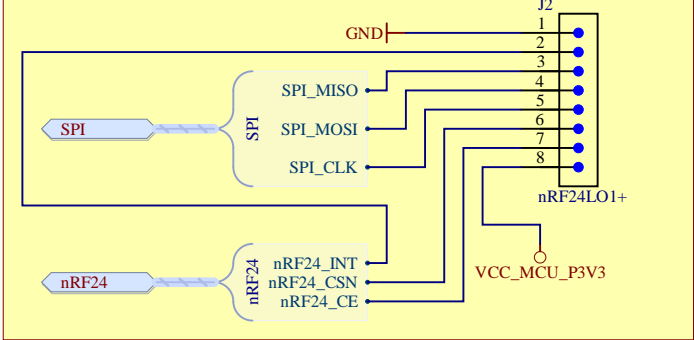 J2
GND
1
2
3
4
5
6
7
8
SPI_MISO
SPI_MOSI
SPI_CLK
SPI
SPI
nRF24LO1+
nRF24_INT
nRF24_CSN
nRF24_CE
nRF24
nRF24
VCC_MCU_P3V3